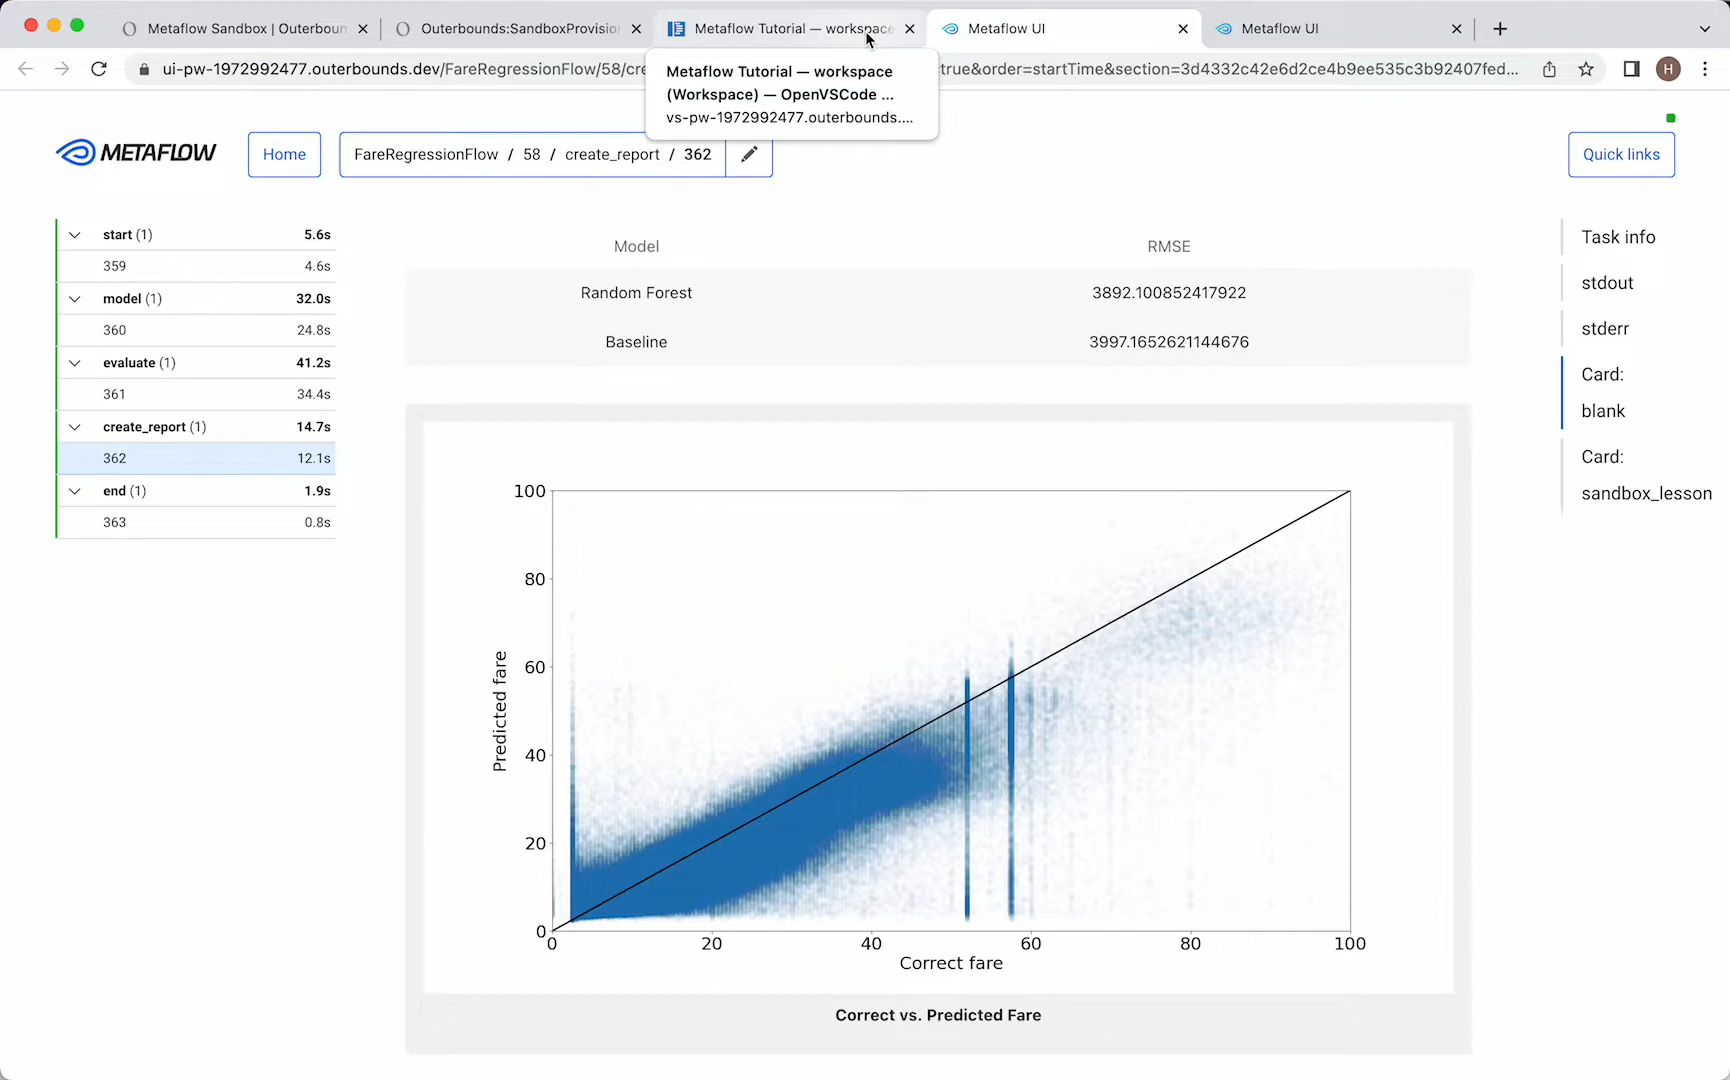 Metaflow Sandbox | Outerboun
Outerbounds:SandboxProvisio
Metaflow Tutorial — workspace
Metaflow UI
Metaflow UI
ui-pw-1972992477.outerbounds.dev/FareRegressionFlow/58/cre
true&order=startTime&section=3d4332c42e6d2ce4b9ee535c3b92407fed...
H
Metaflow Tutorial — workspace
(Workspace) — OpenVSCode ...
vs-pw-1972992477.outerbounds....
METAFLOW
Home
FareRegressionFlow / 58 / create_report / 362
Quick links
start (1) 5.6s
359 4.6s
model (1) 32.0s
360 24.8s
evaluate (1) 41.2s
361 34.4s
create_report (1) 14.7s
362 12.1s
end (1) 1.9s
363 0.8s
Model RMSE
Random Forest 3892.100852417922
Baseline 3997.1652621144676
100
80
60
40
20
0
Predicted fare
0 20 40 60 80 100
Correct fare
Correct vs. Predicted Fare
Task info
stdout
stderr
Card:
blank
Card:
sandbox_lesson